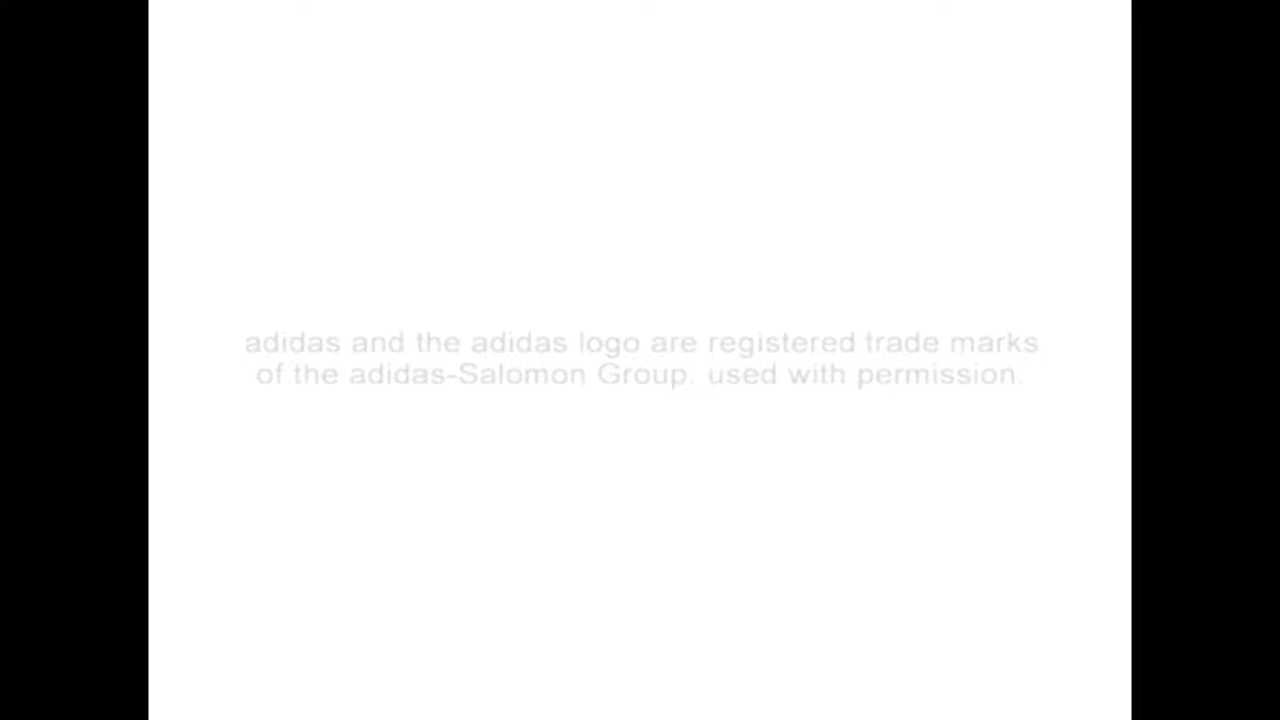 adidas and the adidas logo are registered trade marks
of the adidas-Salomon Group, used with permission.